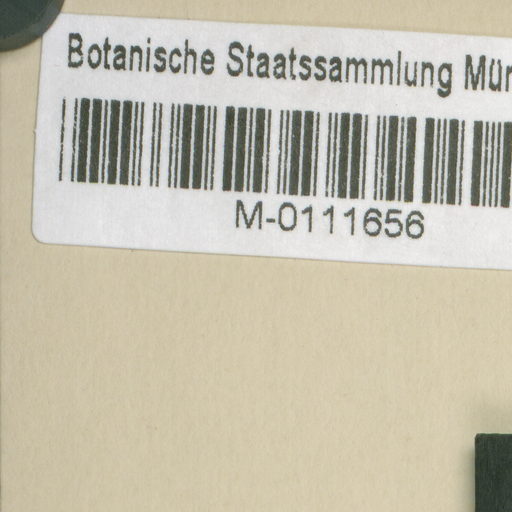 Botanische Staatssammlung Mün
M-0111656